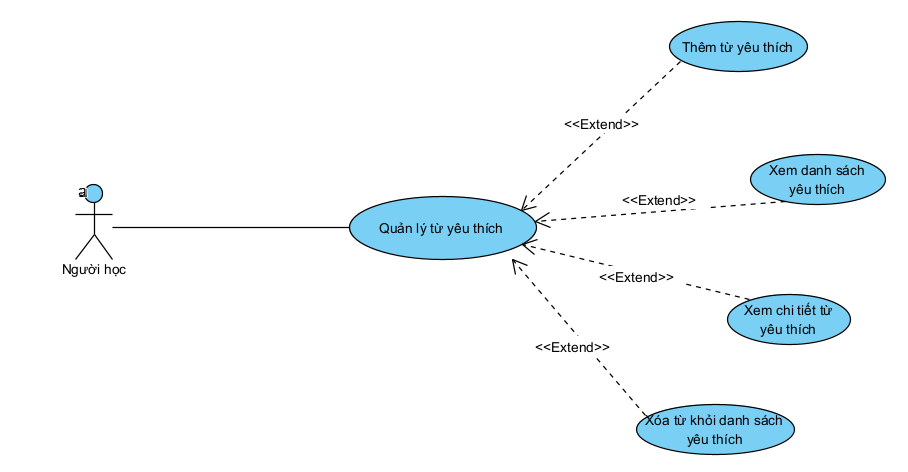 Thêm từ yêu thích
<<Extend>>
Xem danh sách
yêu thích
<<Extend>>
a
Quản lý từ yêu thích
Người học
<<Extend>>
Xem chi tiết từ
yêu thích
<<Extend>>
Xóa từ khỏi danh sách
yêu thích